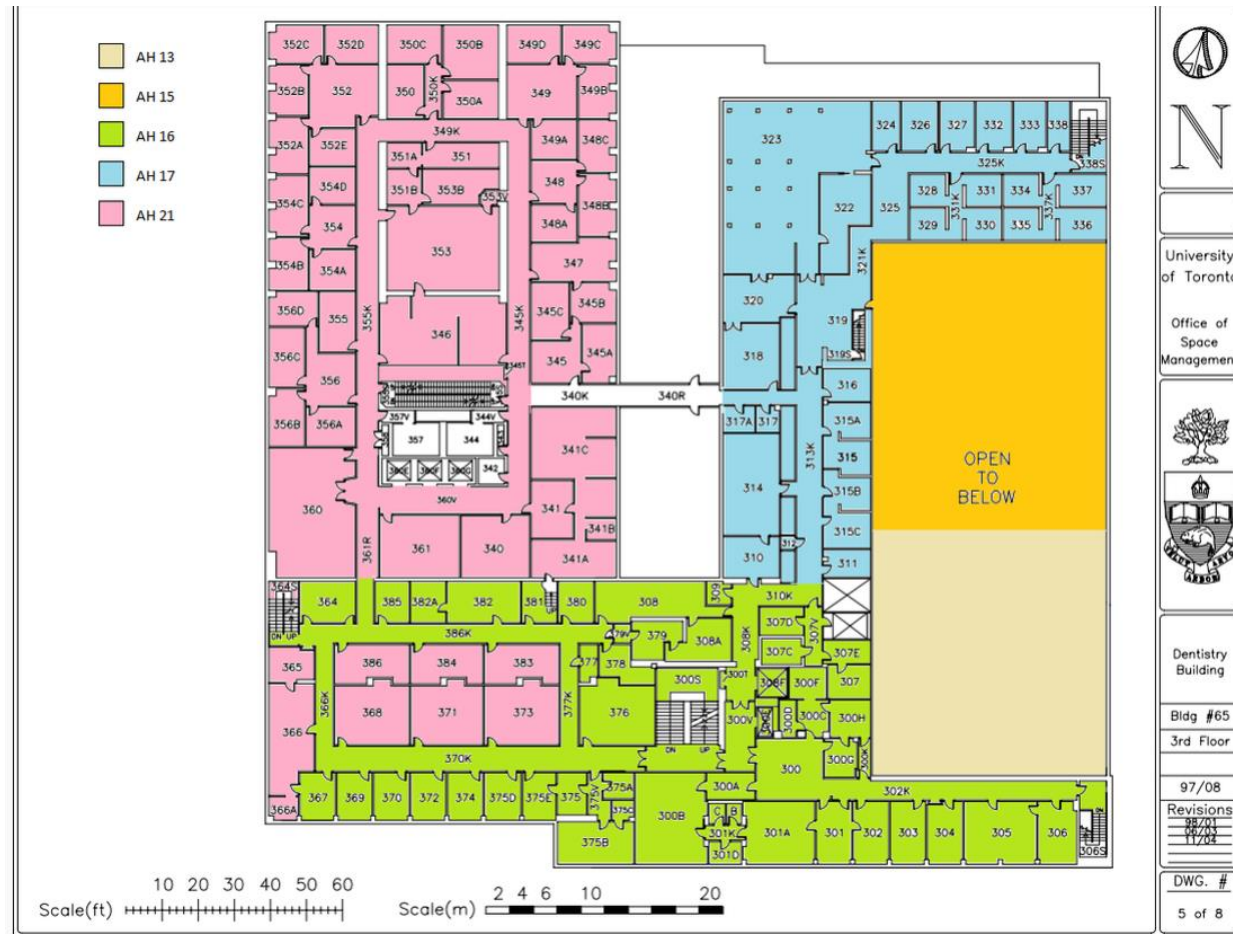 AH 13
AH 15
AH 16
AH 17
AH 21
352C 352D 350C 350B 349D 349C
352B 352 350 350K 350A 349 349B
349K
352A 352E 351A 351 349A 348C
354D 351B 353B 353V 348
354C 354 348A 348B
353
354B 354A 347
356D 355 355K 346 345K 345C 345B
356C 356 345 345A
345T
356B 356A 357V 344V
357 344
342
340K 340R
341C
360 360V
341 341B
361R 361 340 341A
323 324 326 327 332 333 338
325K 338S
322 325 328 331K 331 334 337K 337
329 330 335 336
321K
320 319
318 319S
316
317A 317 315A
313K 315
314 315B
315C
312
310 311
OPEN
TO
BELOW
364S 364 385 382A 382 381 380 308 309 310K
DN UP 386K 79V 379 308A 308K 307D 307V
307C 307E
365 386 384 383 377 378 300S 300T 308F 300F 307
366K 368 371 373 377K 376
366 300V 300D 300C 300H
DN UP
370K 300 300G 300K
366A 367 369 370 372 374 375D 375E 375 375V 375A 300A 302K
375C 300B C B
375B 301K 301A 301 302 303 304 305 306
301D 306S
N
University
of Toronto
Office of
Space
Management
Dentistry
Building
Bldg #65
3rd Floor
97/08
Revisions
98/01
06/03
11/04
DWG. #
5 of 8
10 20 30 40 50 60
Scale(ft)
2 4 6 10 20
Scale(m)